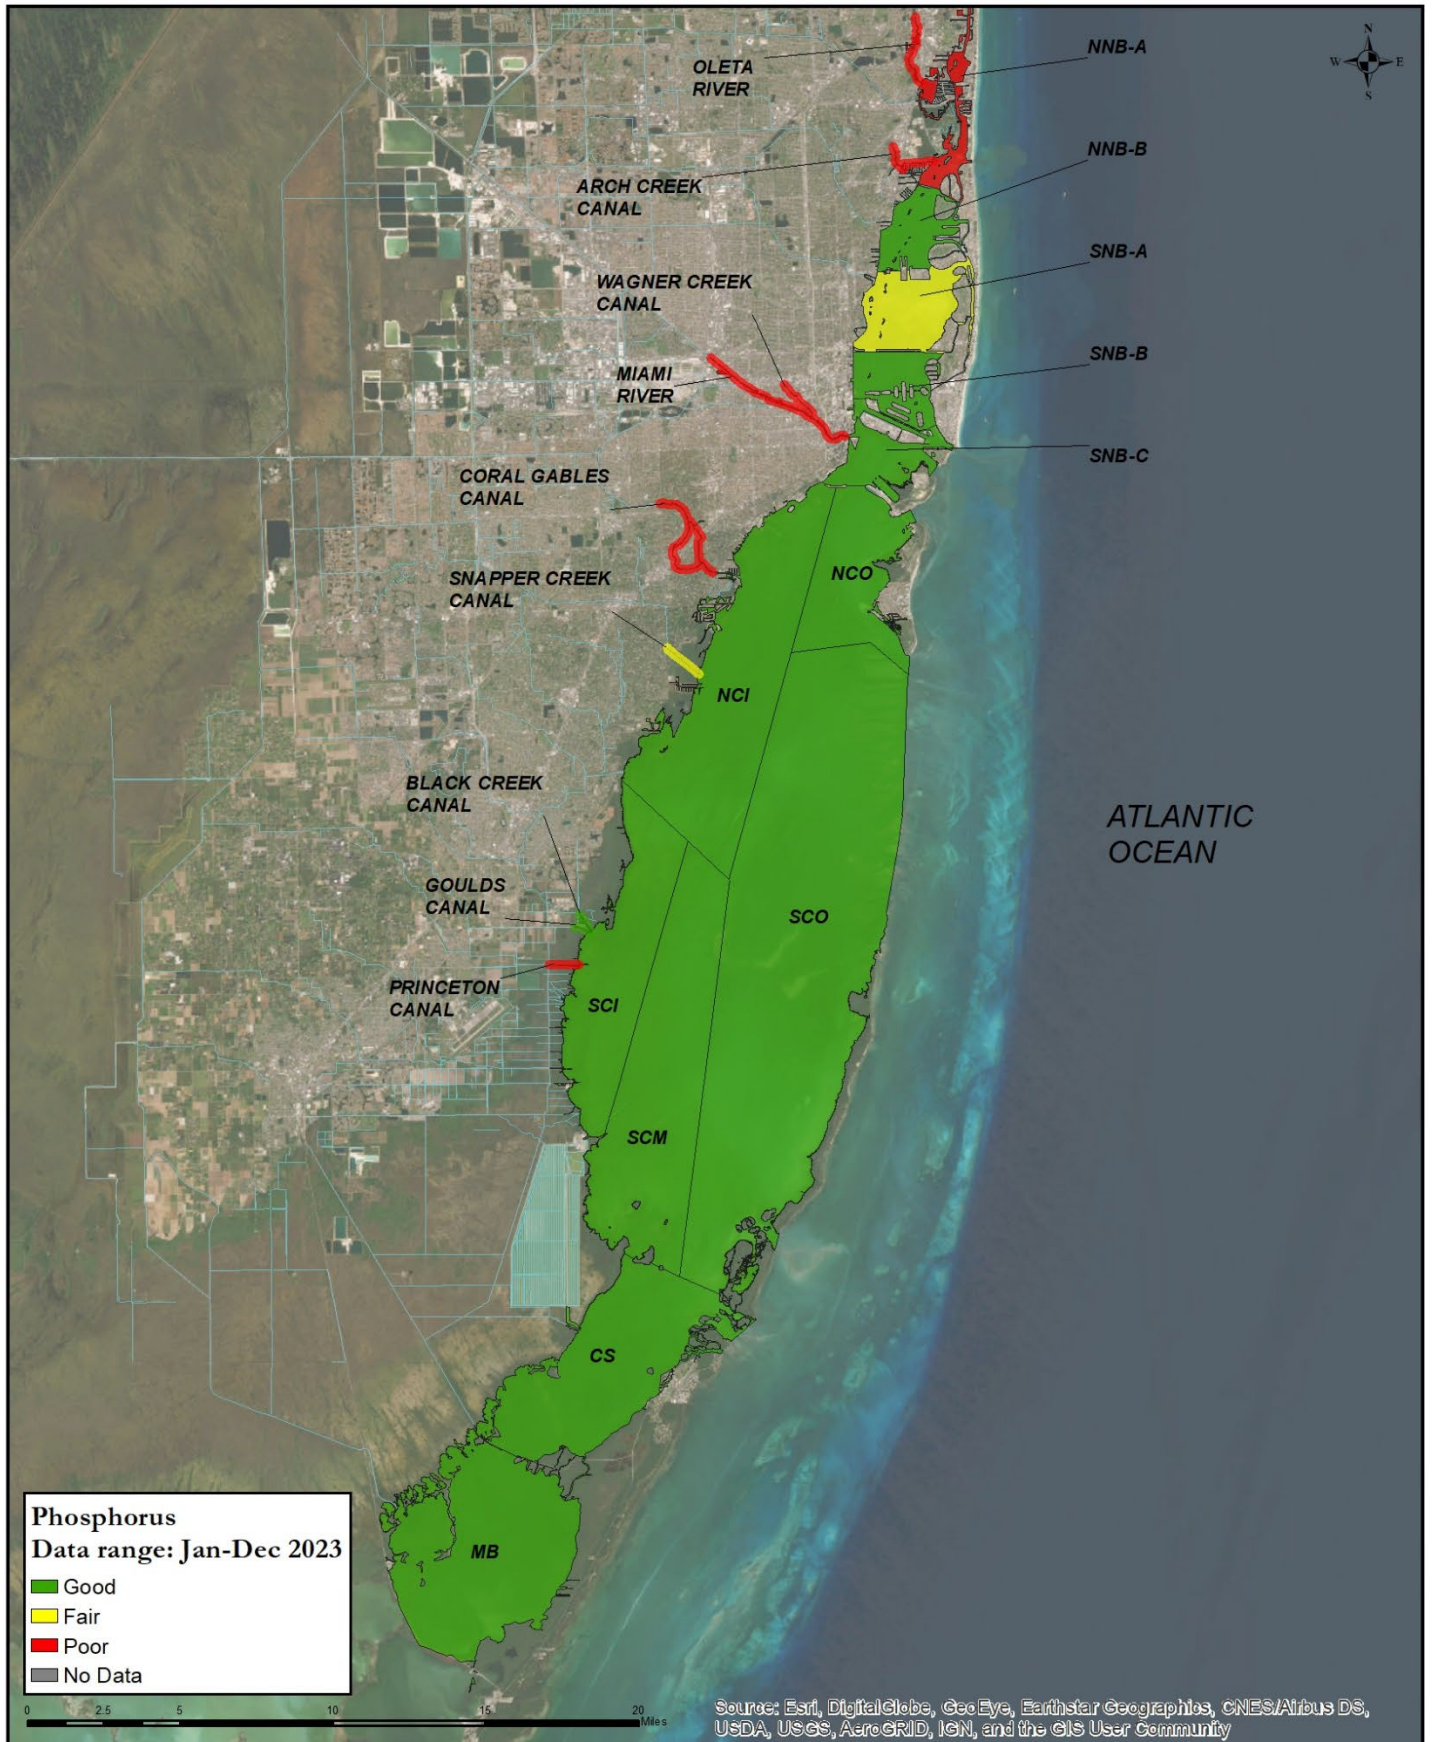 N
W
E
S
OLETA
RIVER
NNB-A
NNB-B
ARCH CREEK
CANAL
SNB-A
WAGNER CREEK
CANAL
SNB-B
MIAMI
RIVER
SNB-C
CORAL GABLES
CANAL
NCO
SNAPPER CREEK
CANAL
NCI
BLACK CREEK
CANAL
ATLANTIC
OCEAN
GOULDS
CANAL
SCO
PRINCETON
CANAL
SCI
SCM
CS
MB
Phosphorus
Data range: Jan-Dec 2023
Good
Fair
Poor
No Data
0 2.5 5 10 15 20
Miles
Source: Esri, DigitalGlobe, GeoEye, Earthstar Geographics, CNES/Airbus DS,
USDA, USGS, AeroGRID, IGN, and the GIS User Community